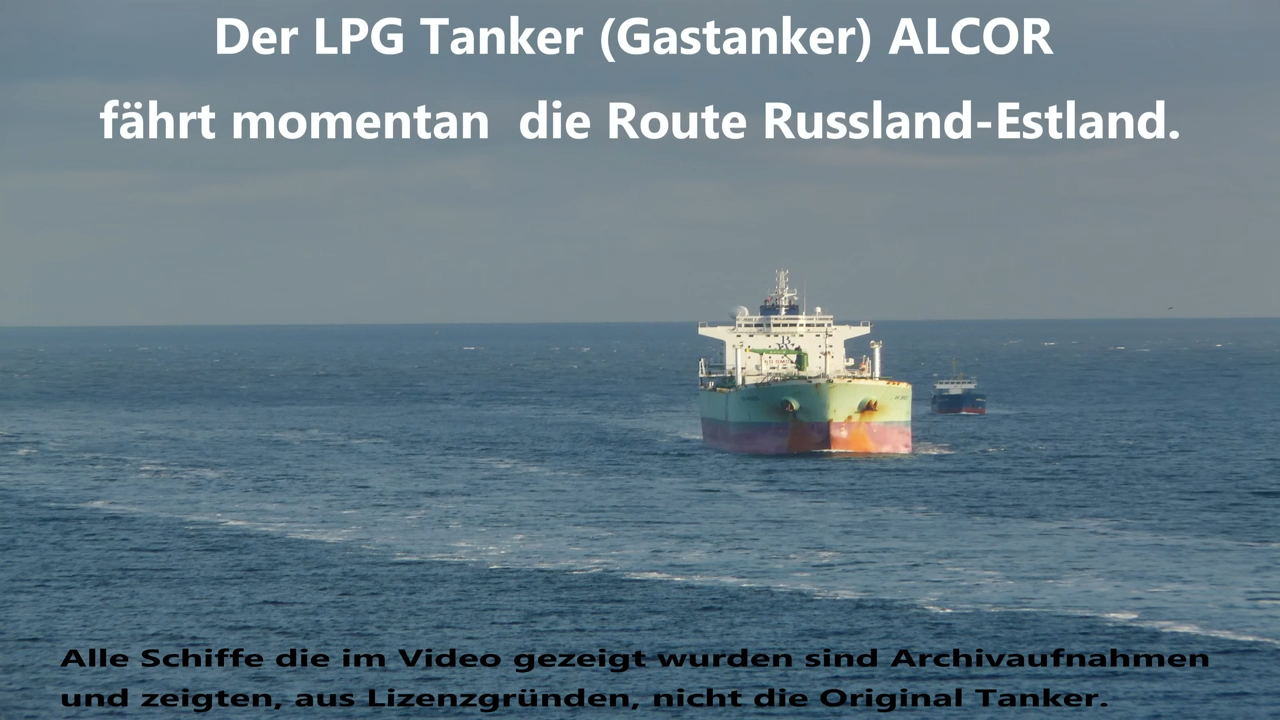 Der LPG Tanker (Gastanker) ALCOR
fährt momentan die Route Russland-Estland.
Alle Schiffe die im Video gezeigt wurden sind Archivaufnahmen
und zeigten, aus Lizenzgründen, nicht die Original Tanker.